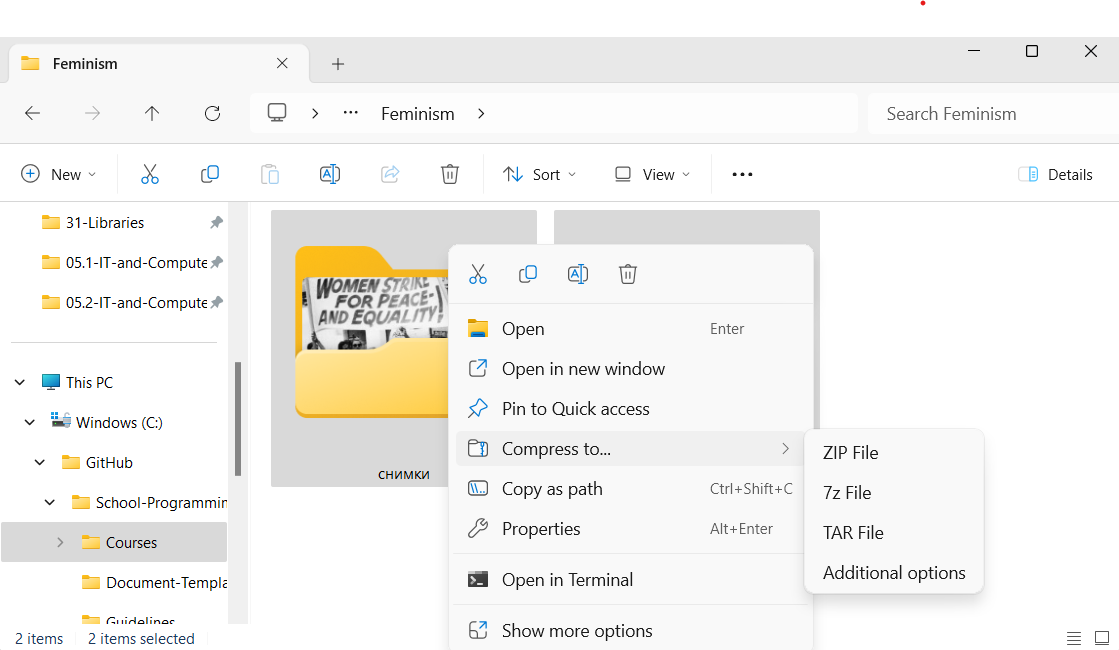 Feminism
Feminism
Search Feminism
New
Sort
View
Details
31-Libraries
05.1-IT-and-Compute
05.2-IT-and-Compute
This PC
Windows (C:)
GitHub
School-Programmin
Courses
Document-Templa
Guidelines
WOMEN STRIKE
FOR PEACE-
AND EQUALITY!
снимки
Open Enter
Open in new window
Pin to Quick access
Compress to...
Copy as path Ctrl+Shift+C
Properties Alt+Enter
Open in Terminal
Show more options
ZIP File
7z File
TAR File
Additional options
2 items 2 items selected